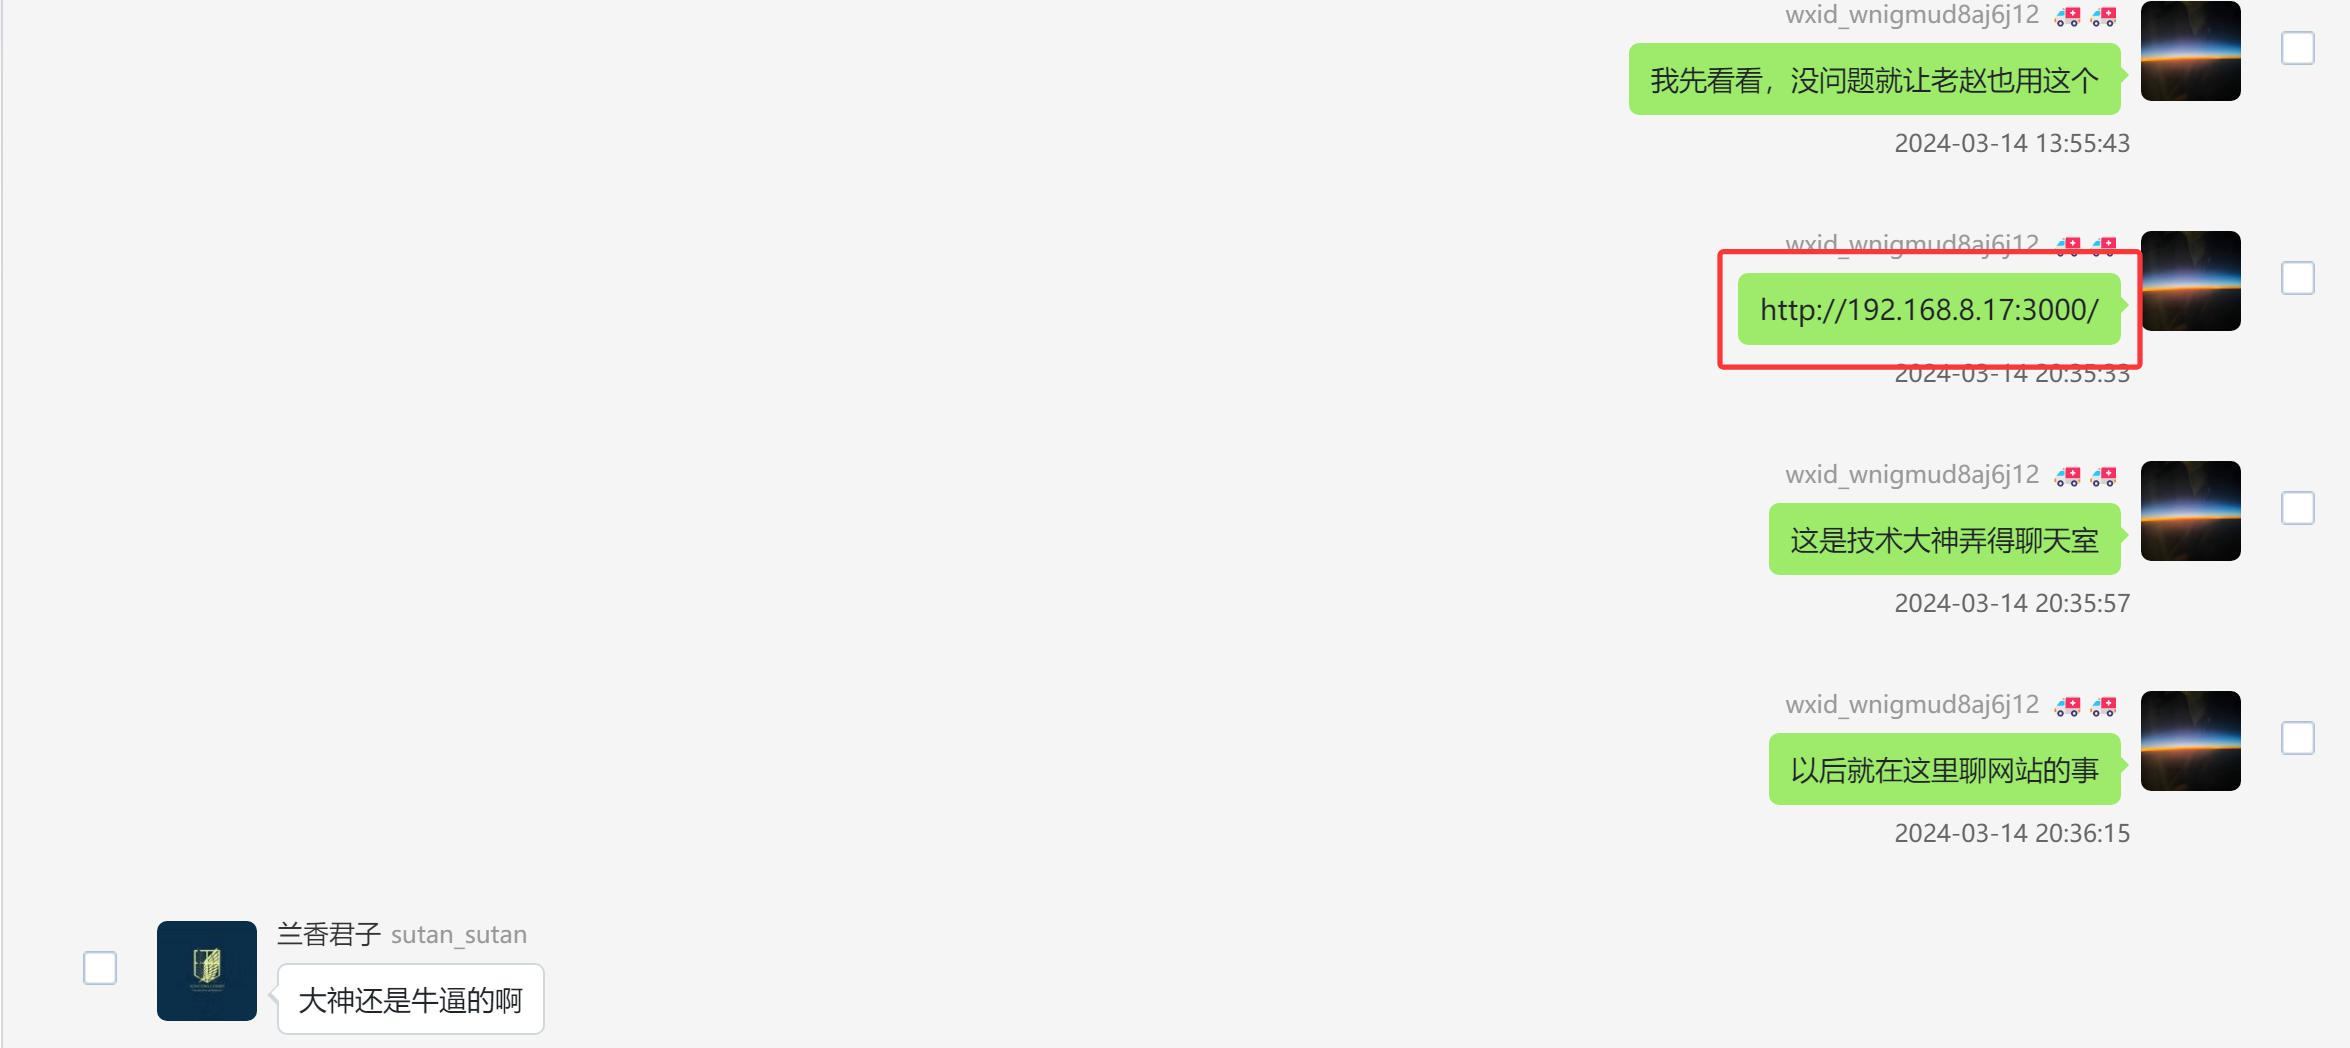 wxid_wnigmud8aj6j12 🚑 🚑
我先看看，没问题就让老赵也用这个
2024-03-14 13:55:43
wxid_wnigmud8aj6j12 🚑 🚑
http://192.168.8.17:3000/
2024-03-14 20:35:33
wxid_wnigmud8aj6j12 🚑 🚑
这是技术大神弄得聊天室
2024-03-14 20:35:57
wxid_wnigmud8aj6j12 🚑 🚑
以后就在这里聊网站的事
2024-03-14 20:36:15
兰香君子 sutan_sutan
大神还是牛逼的啊